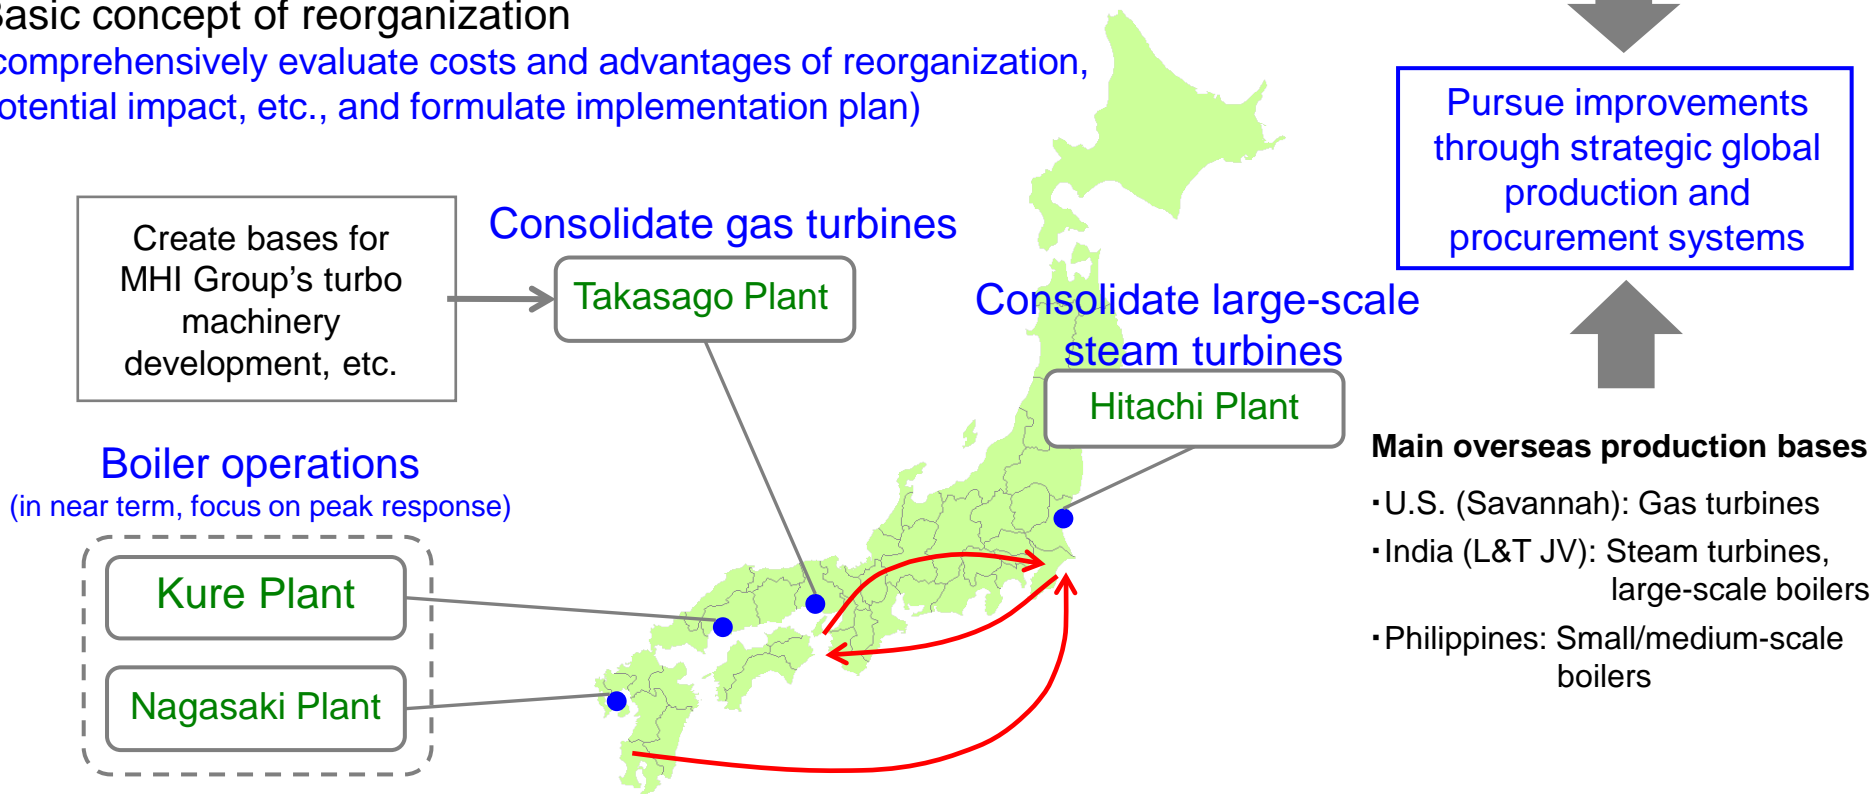 Basic concept of reorganization
comprehensively evaluate costs and advantages of reorganization,
potential impact, etc., and formulate implementation plan)
Create bases for
MHI Group's turbo
machinery
development, etc.
Consolidate gas turbines
Takasago Plant
Consolidate large-scale
steam turbines
Hitachi Plant
Boiler operations
(in near term, focus on peak response)
Kure Plant
Nagasaki Plant
Pursue improvements
through strategic global
production and
procurement systems
Main overseas production bases
・U.S. (Savannah): Gas turbines
・India (L&T JV): Steam turbines,
large-scale boilers
・Philippines: Small/medium-scale
boilers